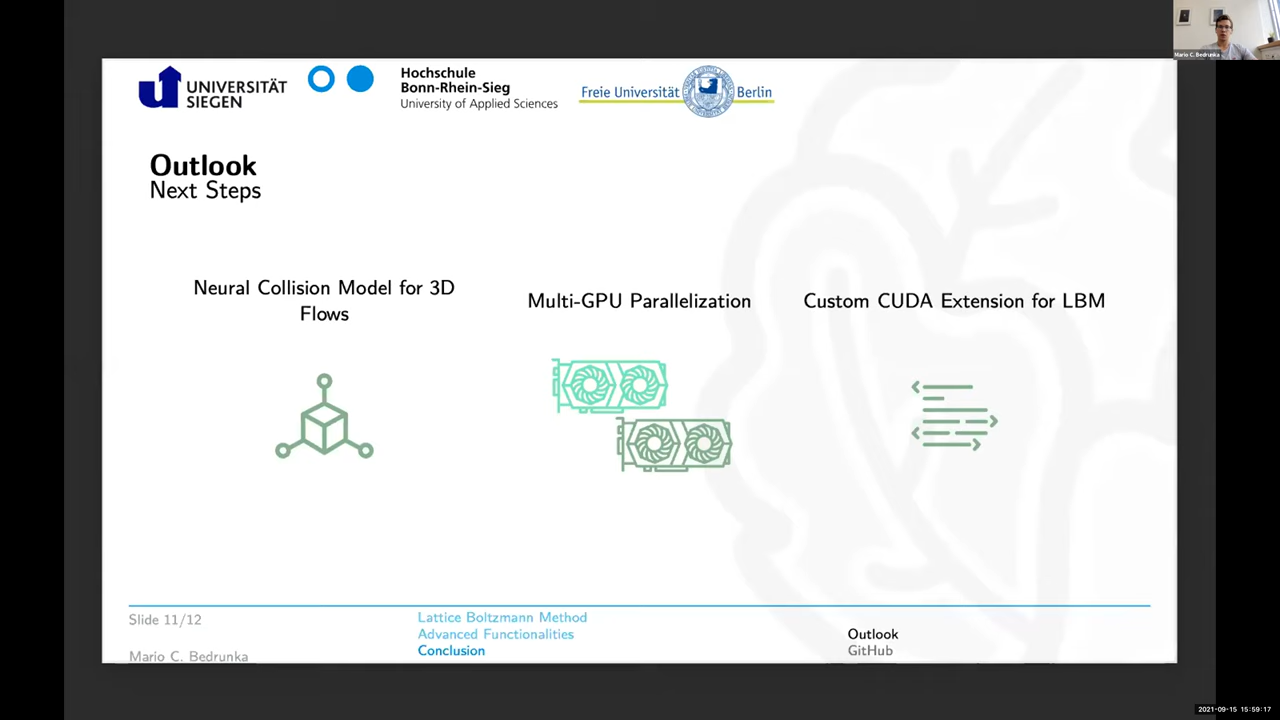 Mario C. Bedrunka
UNIVERSITÄT
SIEGEN
Hochschule
Bonn-Rhein-Sieg
University of Applied Sciences
Freie Universität Berlin
Outlook
Next Steps
Neural Collision Model for 3D
Flows
Multi-GPU Parallelization
Custom CUDA Extension for LBM
Slide 11/12
Mario C. Bedrunka
Lattice Boltzmann Method
Advanced Functionalities
Conclusion
Outlook
GitHub
2021-09-15 15:59:17